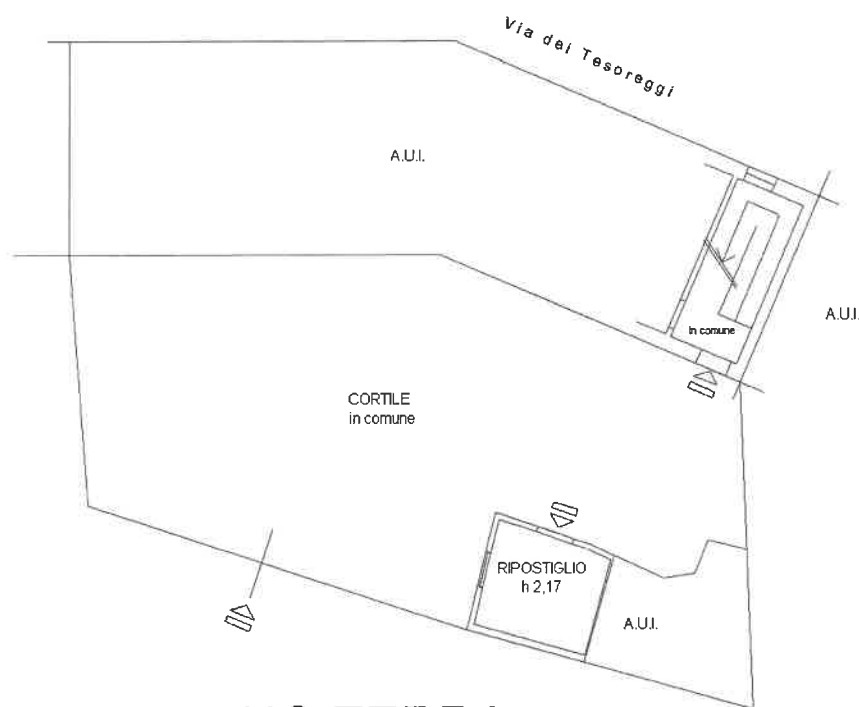 Via dei Tesoreggi
A.U.I.
A.U.I.
In comune
CORTILE
in comune
RIPOSTIGLIO
h 2,17
A.U.I.